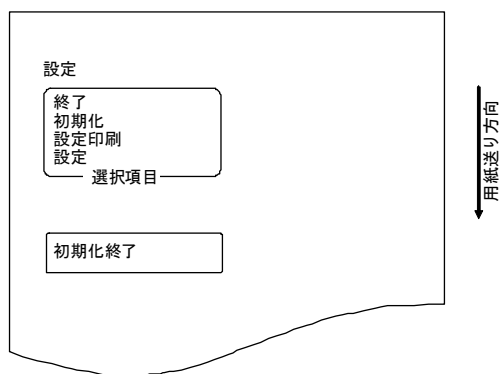 設定
終了
初期化
設定印刷
設定
選択項目
初期化終了
用紙送り方向